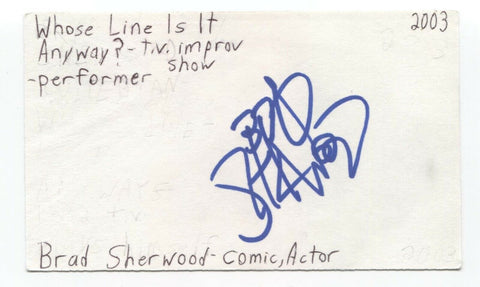 Whose Line Is It
2003
Anyway? - t.v. improv
show
-performer
Brad Sherwood - Comic, Actor